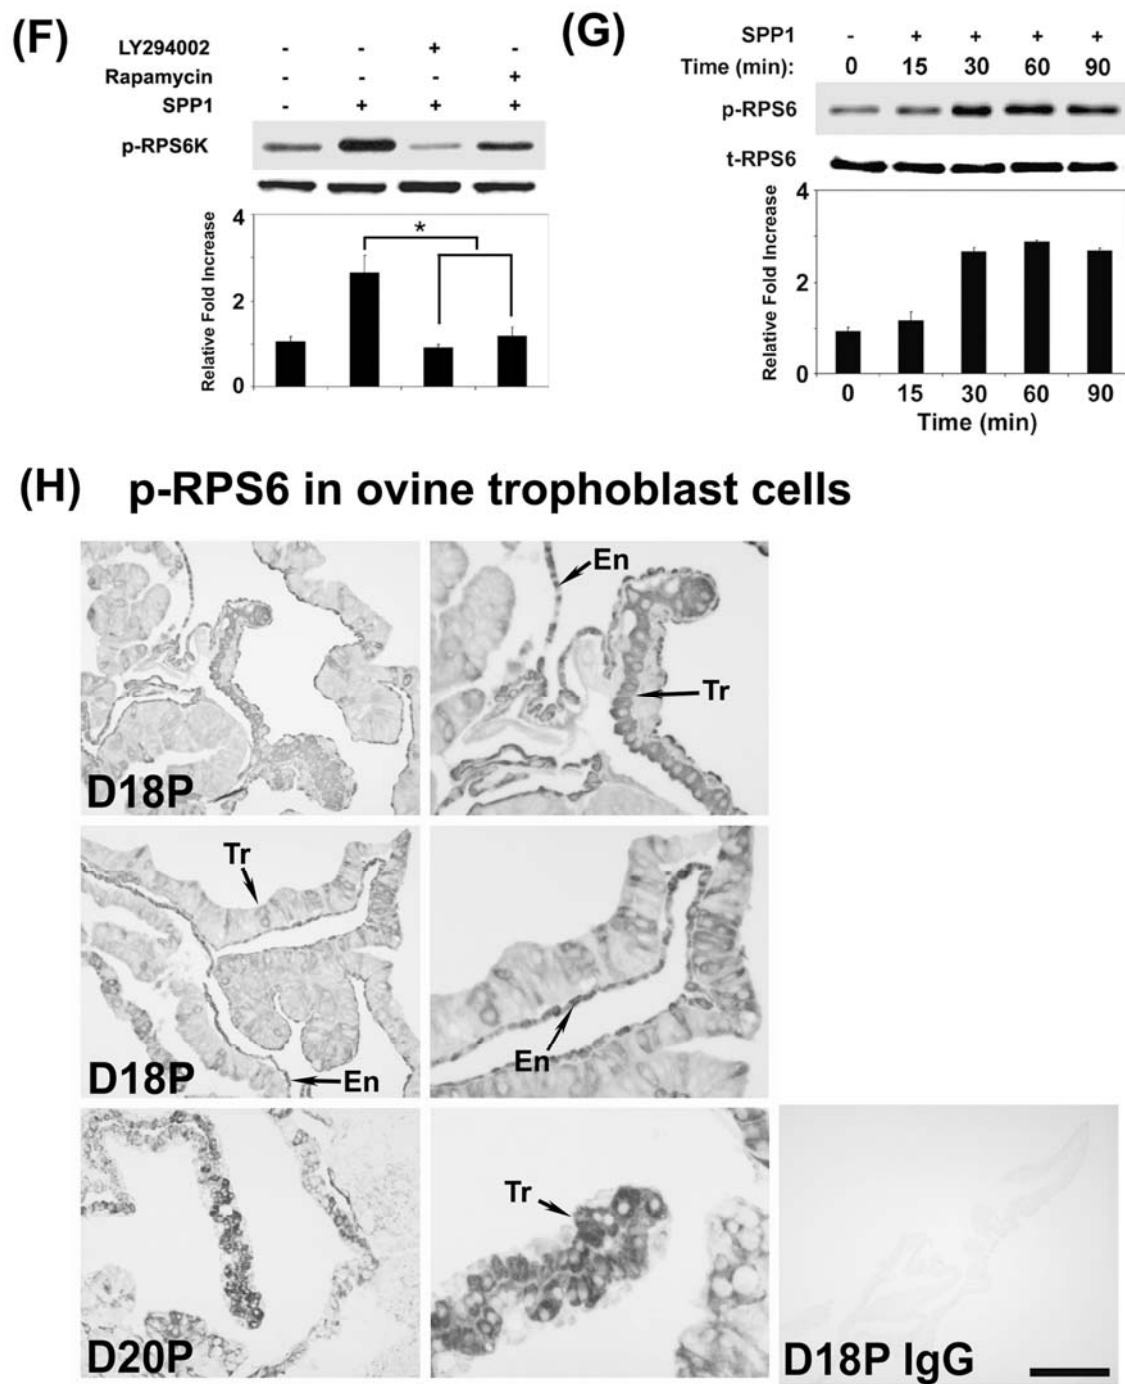 (F)
LY294002 - - + -
Rapamycin - - - +
SPP1 - + + +
p-RPS6K
Relative Fold Increase
4
2
0
*
(G)
SPP1 - + + + +
Time (min): 0 15 30 60 90
p-RPS6
t-RPS6
Relative Fold Increase
4
2
0
0 15 30 60 90
Time (min)
(H) p-RPS6 in ovine trophoblast cells
En
Tr
D18P
Tr
En
D18P
En
Tr
D20P
D18P IgG